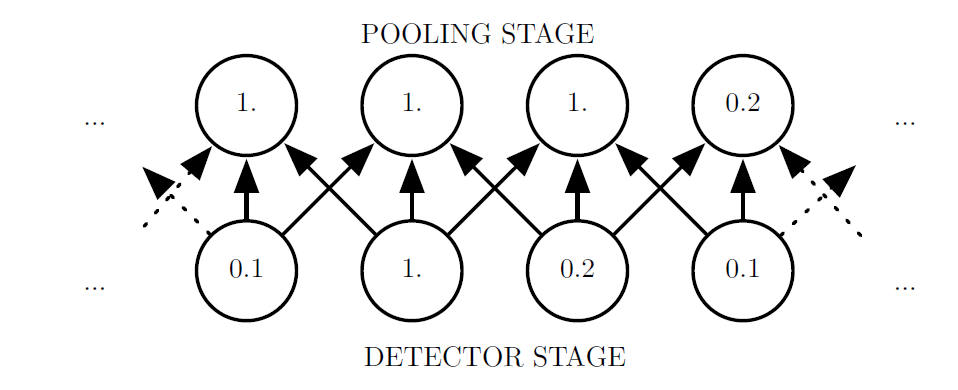 POOLING STAGE
... 1. 1. 1. 0.2 ...
... 0.1 1. 0.2 0.1 ...
DETECTOR STAGE